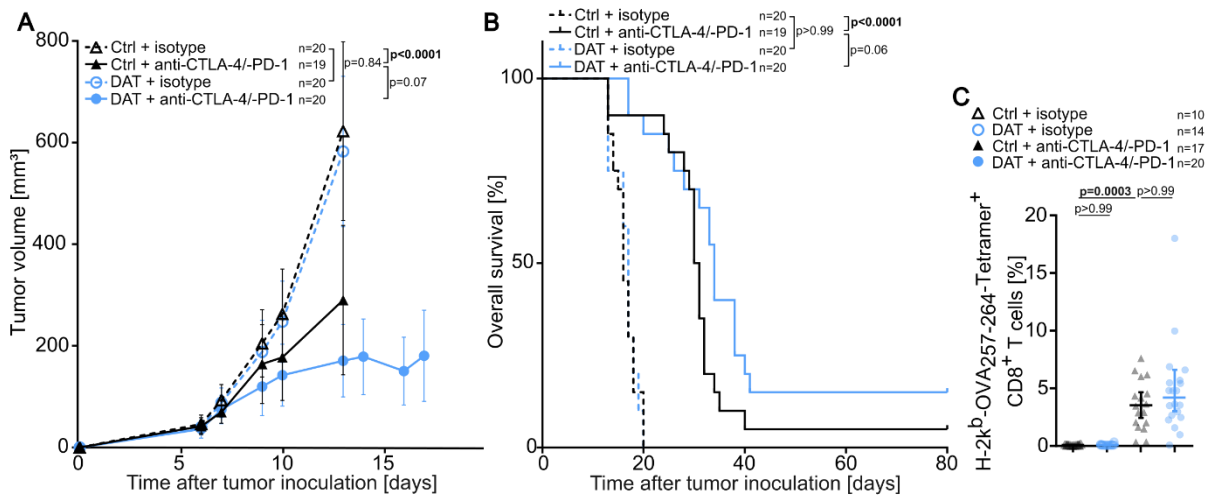 A
Ctrl + isotype n=20
Ctrl + anti-CTLA-4/-PD-1 n=19
DAT + isotype n=20
DAT + anti-CTLA-4/-PD-1 n=20
p=0.84
p<0.0001
p=0.07
Tumor volume [mm³]
800
600
400
200
0
0 5 10 15
Time after tumor inoculation [days]
B
Ctrl + isotype n=20
Ctrl + anti-CTLA-4/-PD-1 n=19
DAT + isotype n=20
DAT + anti-CTLA-4/-PD-1 n=20
p>0.99
p<0.0001
p=0.06
Overall survival [%]
100
50
0
0 20 40 60 80
Time after tumor inoculation [days]
C
Ctrl + isotype n=10
DAT + isotype n=14
Ctrl + anti-CTLA-4/-PD-1 n=17
DAT + anti-CTLA-4/-PD-1 n=20
p=0.0003 p>0.99
p>0.99
H-2kᵇ-OVA257-264-Tetramer⁺
CD8⁺ T cells [%]
20
15
10
5
0